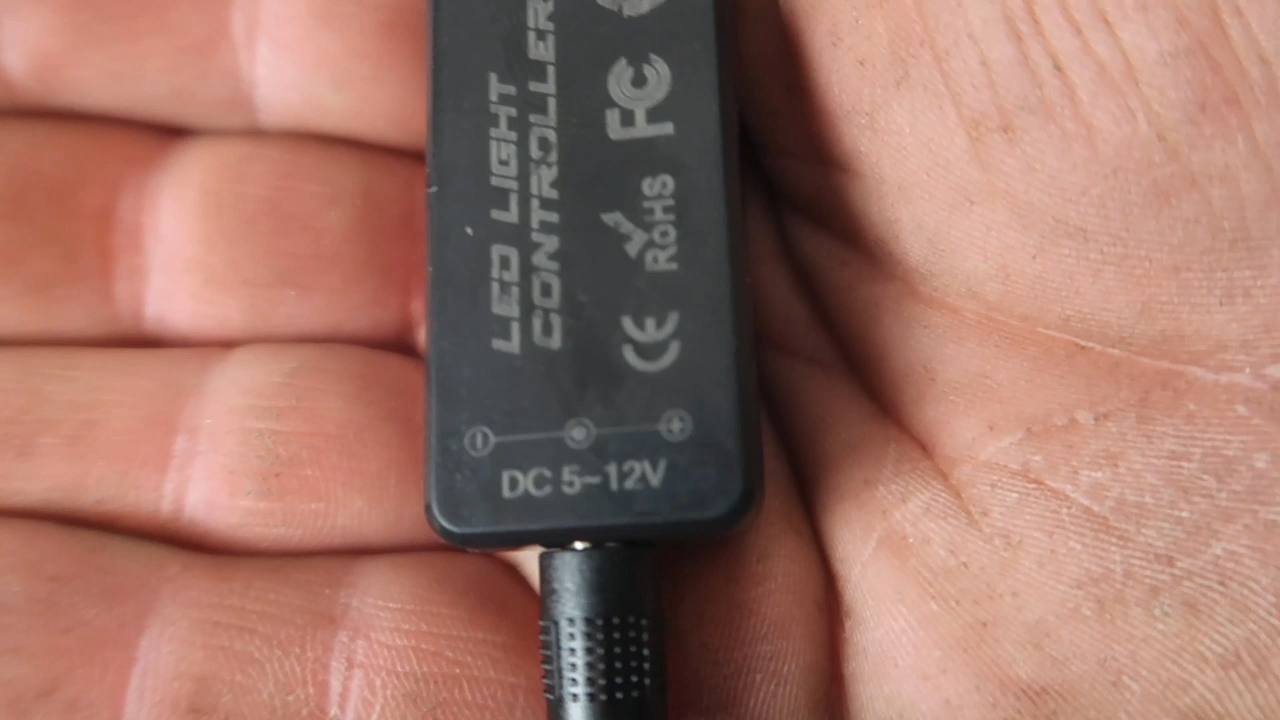 LED LIGHT
CONTROLLER
FC
RoHS
CE
DC 5~12V